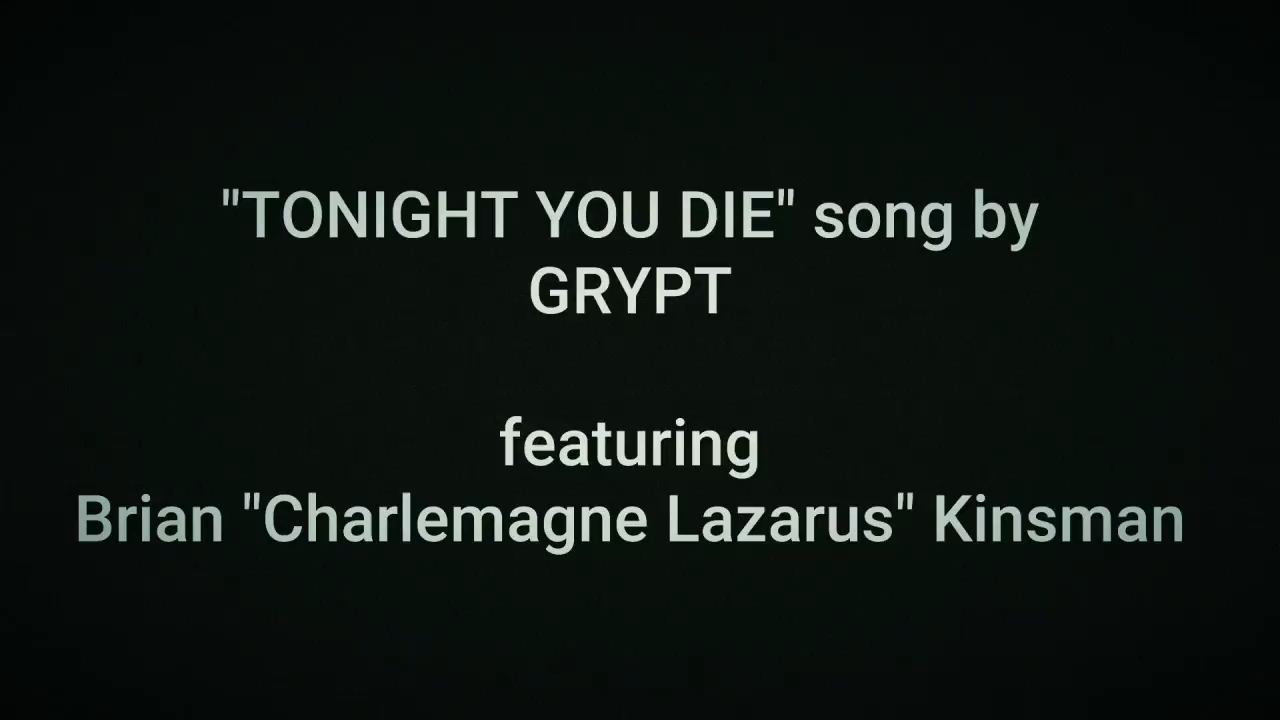 "TONIGHT YOU DIE" song by
GRYPT
featuring
Brian "Charlemagne Lazarus" Kinsman